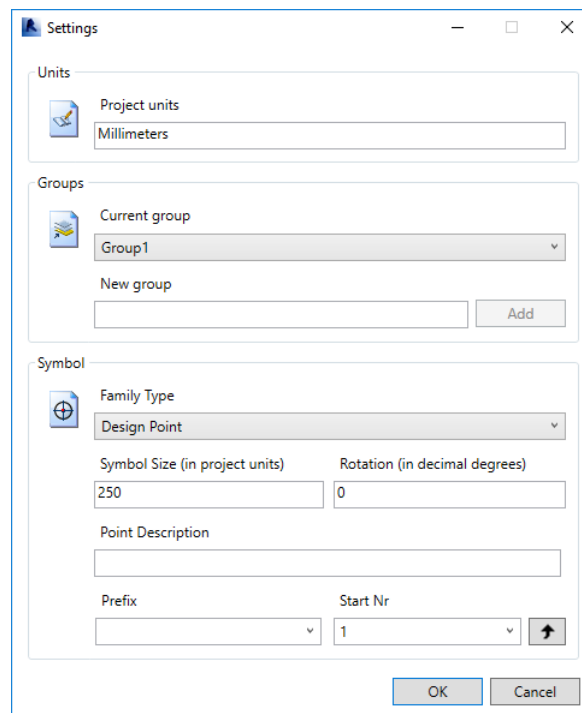 Settings
Units
Project units
Millimeters
Groups
Current group
Group1
New group
Add
Symbol
Family Type
Design Point
Symbol Size (in project units) Rotation (in decimal degrees)
250 0
Point Description
Prefix Start Nr
1
OK Cancel